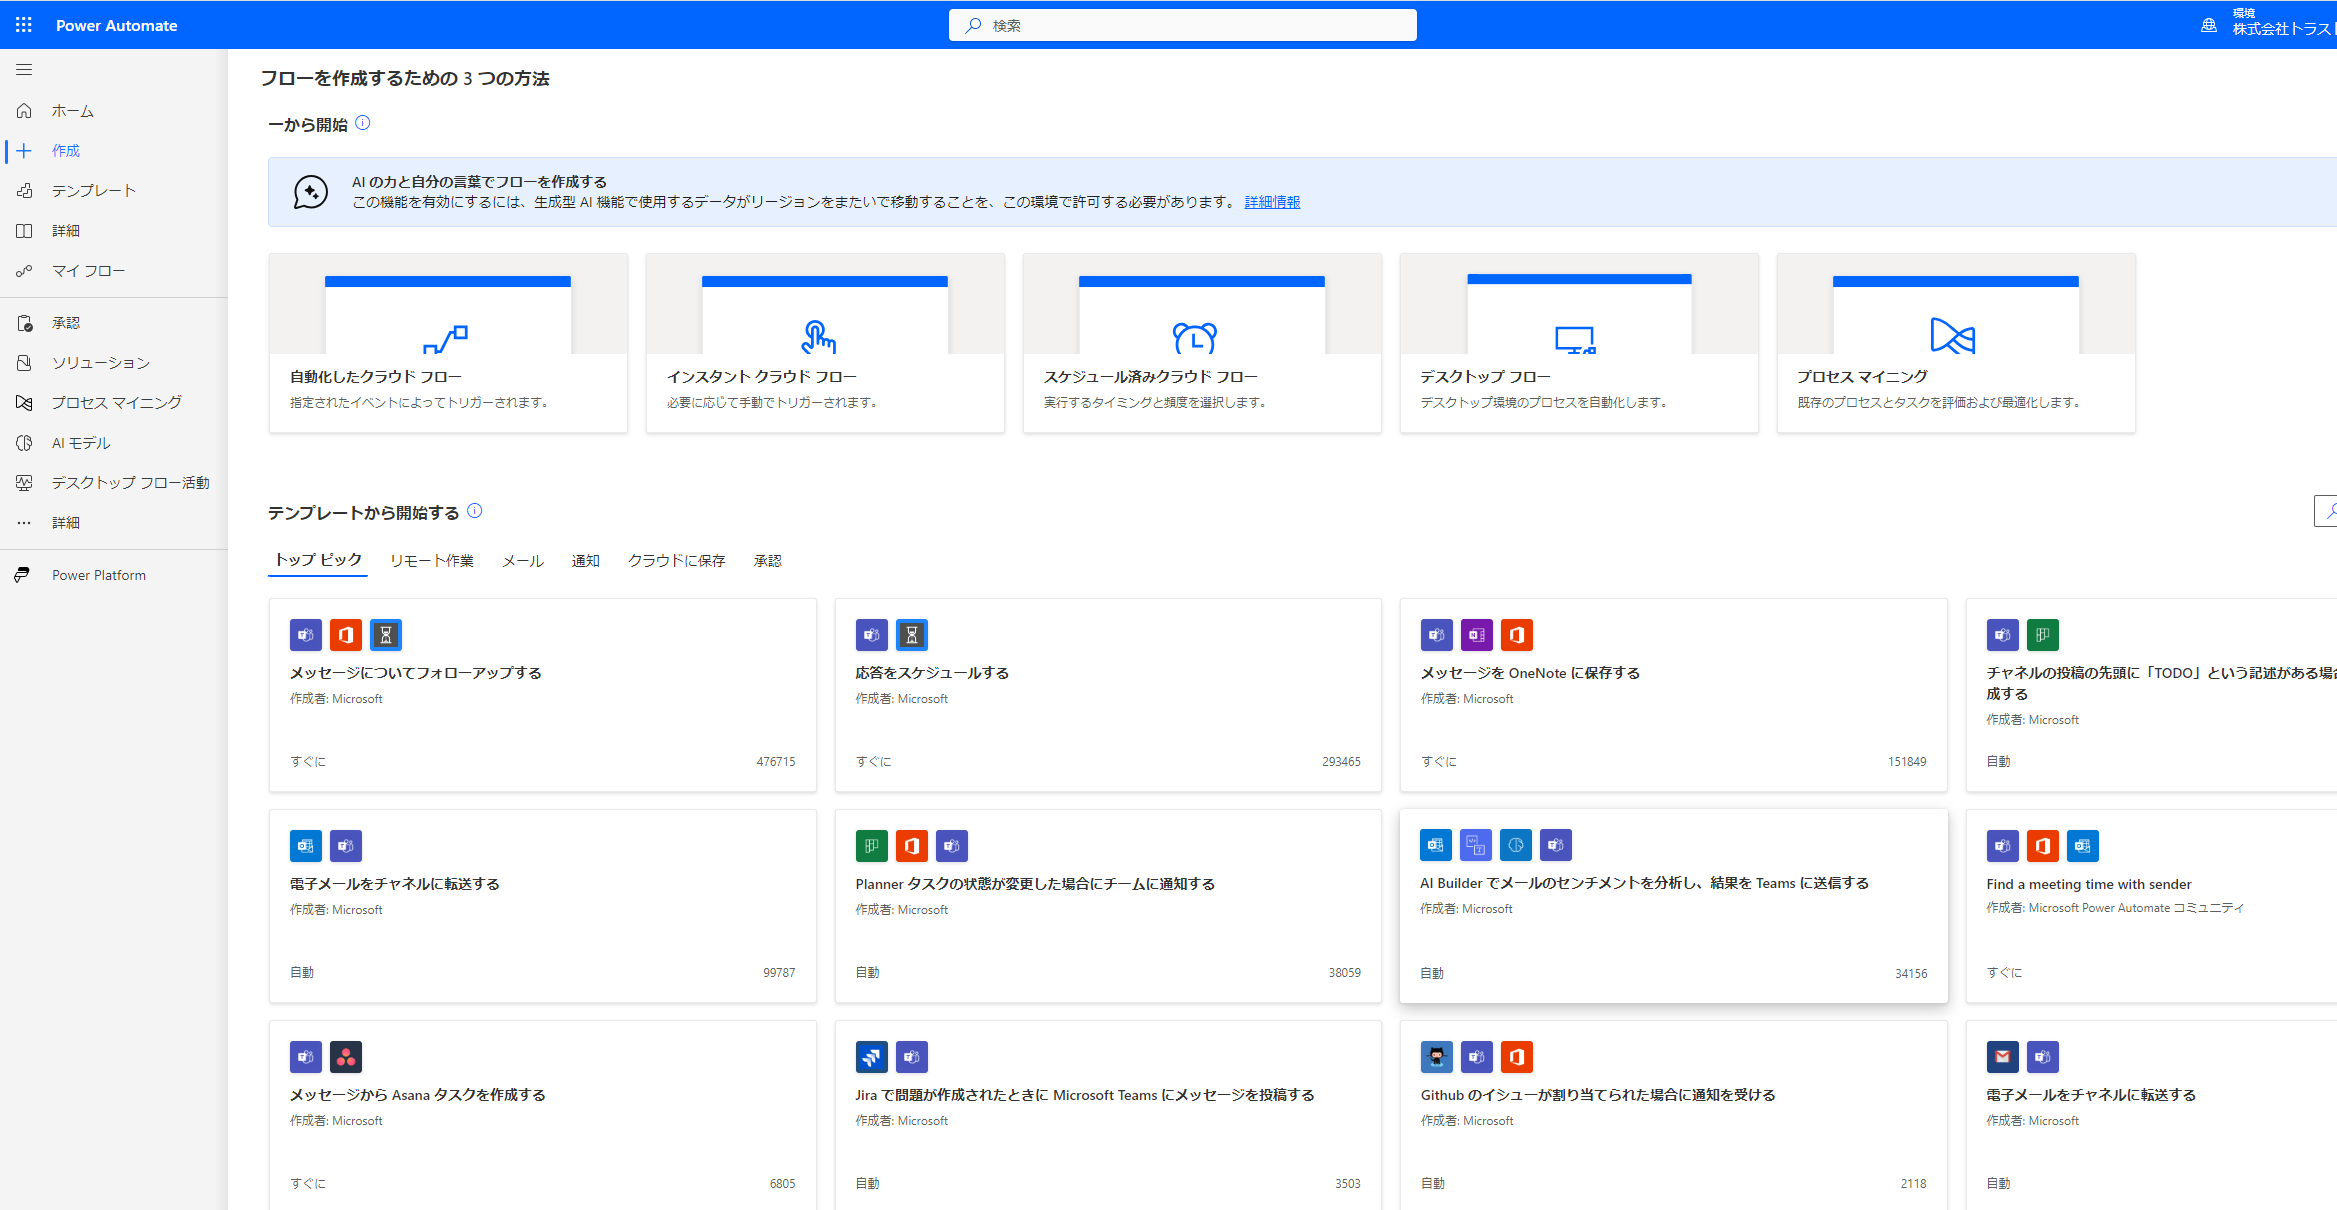 Power Automate
検索
環境
株式会社トラスト
ホーム
作成
テンプレート
詳細
マイ フロー
承認
ソリューション
プロセス マイニング
AI モデル
デスクトップ フロー活動
詳細
Power Platform
フローを作成するための 3 つの方法
一から開始
AI の力と自分の言葉でフローを作成する
この機能を有効にするには、生成型 AI 機能で使用するデータがリージョンをまたいで移動することを、この環境で許可する必要があります。 詳細情報
自動化したクラウド フロー
指定されたイベントによってトリガーされます。
インスタント クラウド フロー
必要に応じて手動でトリガーされます。
スケジュール済みクラウド フロー
実行するタイミングと頻度を選択します。
デスクトップ フロー
デスクトップ環境のプロセスを自動化します。
プロセス マイニング
既存のプロセスとタスクを評価および最適化します。
テンプレートから開始する
トップ ピック リモート作業 メール 通知 クラウドに保存 承認
メッセージについてフォローアップする
作成者: Microsoft
すぐに 476715
応答をスケジュールする
作成者: Microsoft
すぐに 293465
メッセージを OneNote に保存する
作成者: Microsoft
すぐに 151849
チャネルの投稿の先頭に「TODO」という記述がある場合
成する
作成者: Microsoft
自動
電子メールをチャネルに転送する
作成者: Microsoft
自動 99787
Planner タスクの状態が変更した場合にチームに通知する
作成者: Microsoft
自動 38059
AI Builder でメールのセンチメントを分析し、結果を Teams に送信する
作成者: Microsoft
自動 34156
Find a meeting time with sender
作成者: Microsoft Power Automate コミュニティ
すぐに
メッセージから Asana タスクを作成する
作成者: Microsoft
すぐに 6805
Jira で問題が作成されたときに Microsoft Teams にメッセージを投稿する
作成者: Microsoft
自動 3503
Github のイシューが割り当てられた場合に通知を受ける
作成者: Microsoft
自動 2118
電子メールをチャネルに転送する
作成者: Microsoft
自動